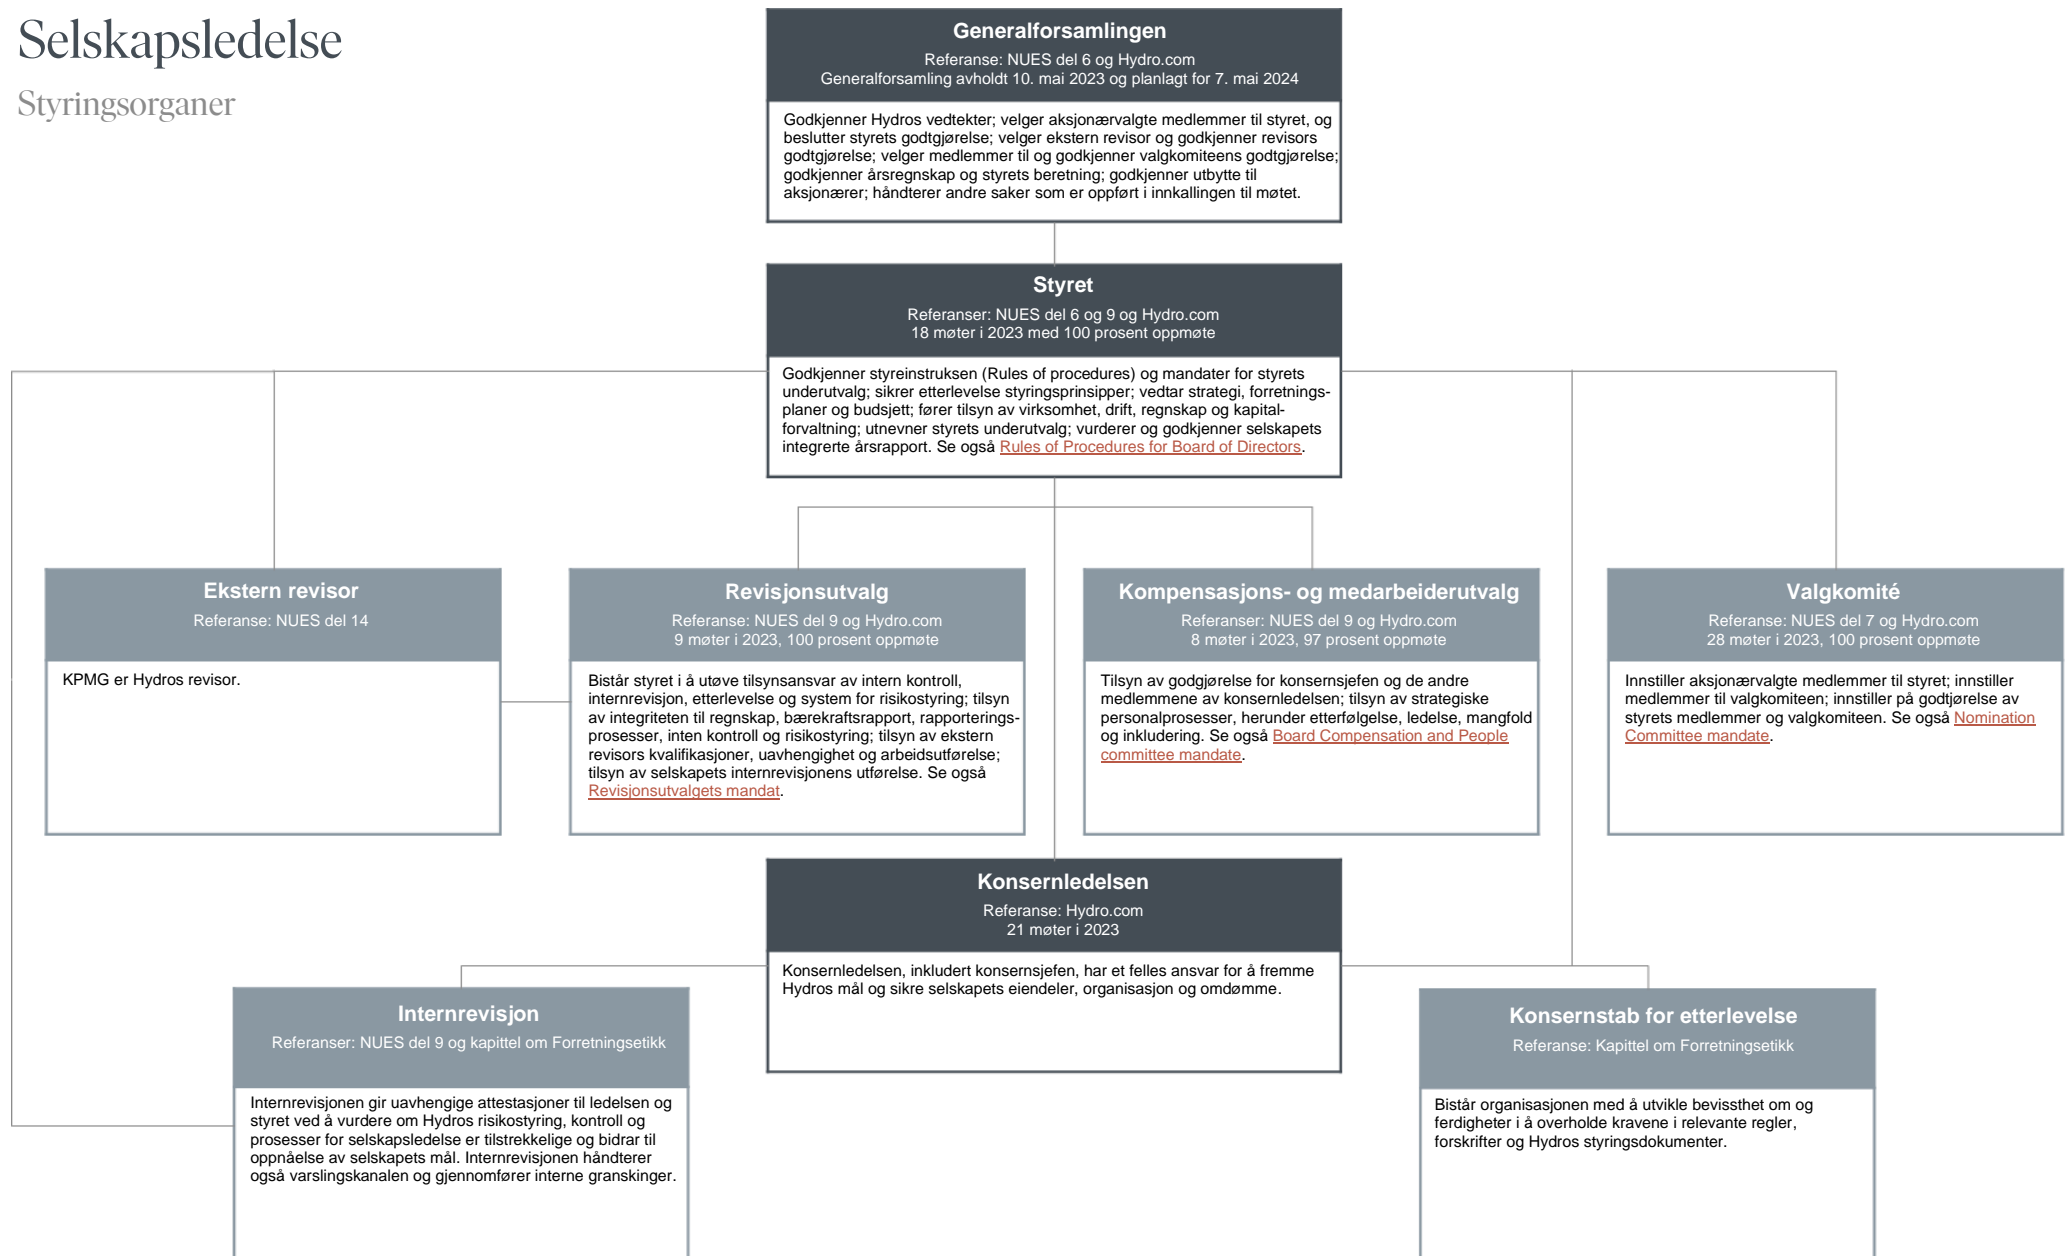 Selskapsledelse
Styringsorganer
Generalforsamlingen
Referanse: NUES del 6 og Hydro.com
Generalforsamling avholdt 10. mai 2023 og planlagt for 7. mai 2024
Godkjenner Hydros vedtekter; velger aksjonærvalgte medlemmer til styret, og
beslutter styrets godtgjørelse; velger ekstern revisor og godkjenner revisors
godtgjørelse; velger medlemmer til og godkjenner valgkomiteens godtgjørelse;
godkjenner årsregnskap og styrets beretning; godkjenner utbytte til
aksjonærer; håndterer andre saker som er oppført i innkallingen til møtet.
Styret
Referanser: NUES del 6 og 9 og Hydro.com
18 møter i 2023 med 100 prosent oppmøte
Godkjenner styreinstruksen (Rules of procedures) og mandater for styrets
underutvalg; sikrer etterlevelse styringsprinsipper; vedtar strategi, forretnings-
planer og budsjett; fører tilsyn av virksomhet, drift, regnskap og kapital-
forvaltning; utnevner styrets underutvalg; vurderer og godkjenner selskapets
integrerte årsrapport. Se også Rules of Procedures for Board of Directors.
Ekstern revisor
Referanse: NUES del 14
KPMG er Hydros revisor.
Revisjonsutvalg
Referanse: NUES del 9 og Hydro.com
9 møter i 2023, 100 prosent oppmøte
Bistår styret i å utøve tilsynsansvar av intern kontroll,
internrevisjon, etterlevelse og system for risikostyring; tilsyn
av integriteten til regnskap, bærekraftsrapport, rapporterings-
prosesser, inten kontroll og risikostyring; tilsyn av ekstern
revisors kvalifikasjoner, uavhengighet og arbeidsutførelse;
tilsyn av selskapets internrevisjonens utførelse. Se også
Revisjonsutvalgets mandat.
Kompensasjons- og medarbeiderutvalg
Referanser: NUES del 9 og Hydro.com
8 møter i 2023, 97 prosent oppmøte
Tilsyn av godgjørelse for konsernsjefen og de andre
medlemmene av konsernledelsen; tilsyn av strategiske
personalprosesser, herunder etterfølgelse, ledelse, mangfold
og inkludering. Se også Board Compensation and People
committee mandate.
Valgkomité
Referanse: NUES del 7 og Hydro.com
28 møter i 2023, 100 prosent oppmøte
Innstiller aksjonærvalgte medlemmer til styret; innstiller
medlemmer til valgkomiteen; innstiller på godtjørelse av
styrets medlemmer og valgkomiteen. Se også Nomination
Committee mandate.
Konsernledelsen
Referanse: Hydro.com
21 møter i 2023
Konsernledelsen, inkludert konsernsjefen, har et felles ansvar for å fremme
Hydros mål og sikre selskapets eiendeler, organisasjon og omdømme.
Internrevisjon
Referanser: NUES del 9 og kapittel om Forretningsetikk
Internrevisjonen gir uavhengige attestasjoner til ledelsen og
styret ved å vurdere om Hydros risikostyring, kontroll og
prosesser for selskapsledelse er tilstrekkelige og bidrar til
oppnåelse av selskapets mål. Internrevisjonen håndterer
også varslingskanalen og gjennomfører interne granskinger.
Konsernstab for etterlevelse
Referanse: Kapittel om Forretningsetikk
Bistår organisasjonen med å utvikle bevissthet om og
ferdigheter i å overholde kravene i relevante regler,
forskrifter og Hydros styringsdokumenter.